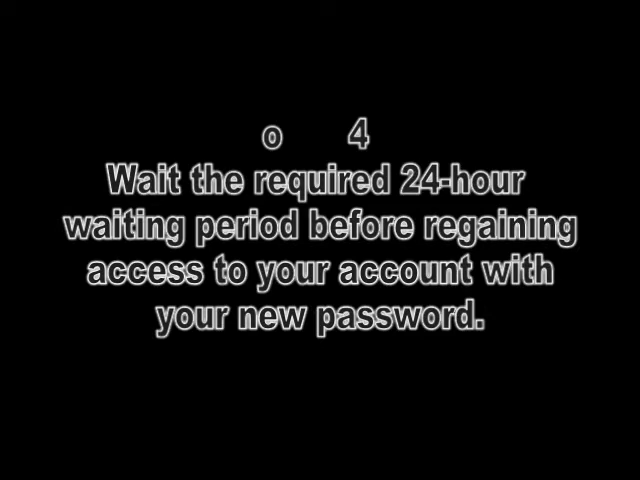 o 4
Wait the required 24-hour
waiting period before regaining
access to your account with
your new password.